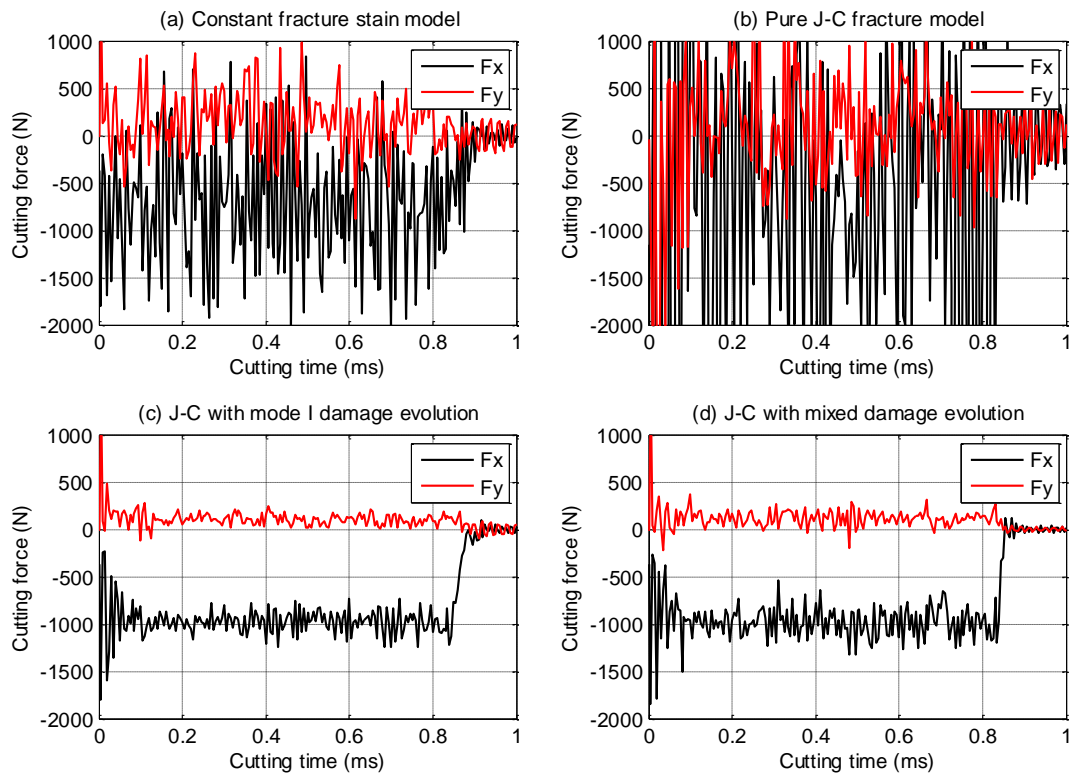 (a) Constant fracture stain model
1000
500
0
-500
-1000
-1500
-2000
Cutting force (N)
Fx
Fy
0
0.2
0.4
0.6
0.8
1
Cutting time (ms)
(b) Pure J-C fracture model
1000
500
0
-500
-1000
-1500
-2000
Cutting force (N)
Fx
Fy
0
0.2
0.4
0.6
0.8
1
Cutting time (ms)
(c) J-C with mode I damage evolution
1000
500
0
-500
-1000
-1500
-2000
Cutting force (N)
Fx
Fy
0
0.2
0.4
0.6
0.8
1
Cutting time (ms)
(d) J-C with mixed damage evolution
1000
500
0
-500
-1000
-1500
-2000
Cutting force (N)
Fx
Fy
0
0.2
0.4
0.6
0.8
1
Cutting time (ms)